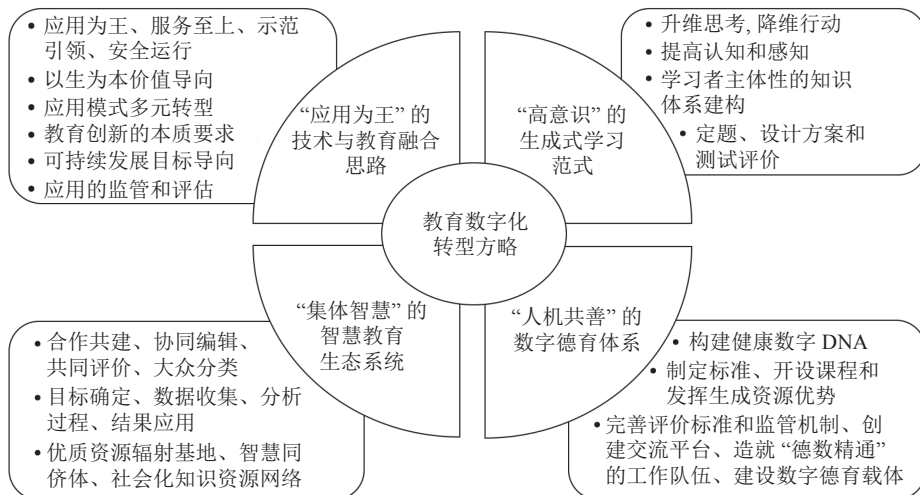 • 应用为王、服务至上、示范
引领、安全运行
• 以生为本价值导向
• 应用模式多元转型
• 教育创新的本质要求
• 可持续发展目标导向
• 应用的监管和评估
“应用为王”的
技术与教育融合
思路
“高意识”的
生成式学习
范式
• 升维思考, 降维行动
• 提高认知和感知
• 学习者主体性的知识
体系建构
• 定题、设计方案和
测试评价
教育数字化
转型方略
• 合作共建、协同编辑、
共同评价、大众分类
• 目标确定、数据收集、分析
过程、结果应用
• 优质资源辐射基地、智慧同
侪体、社会化知识资源网络
“集体智慧”的
智慧教育
生态系统
“人机共善”的
数字德育体系
• 构建健康数字 DNA
• 制定标准、开设课程和
发挥生成资源优势
• 完善评价标准和监管机制、创
建交流平台、造就“德数精通”
的工作队伍、建设数字德育载体